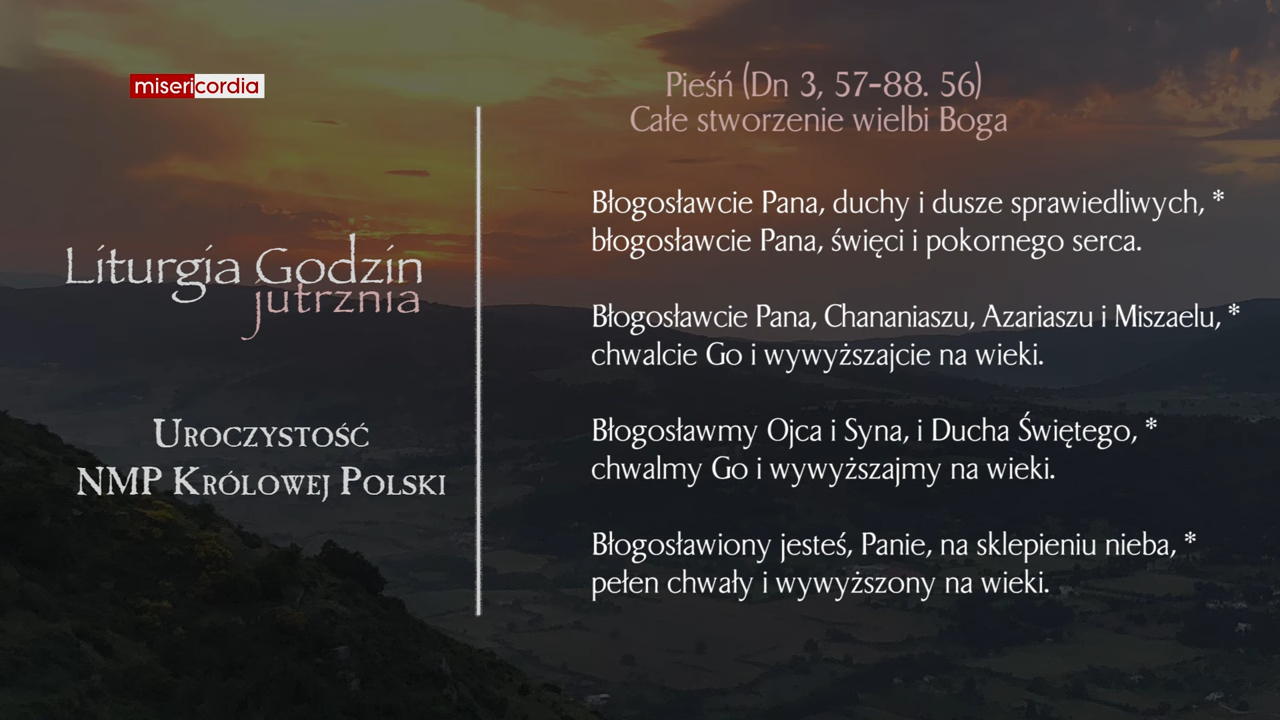 misericordia
Liturgia Godzin
jutrznia
Uroczystość
NMP Królowej Polski
Pieśń (Dn 3, 57-88. 56)
Całe stworzenie wielbi Boga
Błogosławcie Pana, duchy i dusze sprawiedliwych, *
błogosławcie Pana, święci i pokornego serca.
Błogosławcie Pana, Chananiaszu, Azariaszu i Miszaelu, *
chwalcie Go i wywyższajcie na wieki.
Błogosławmy Ojca i Syna, i Ducha Świętego, *
chwalmy Go i wywyższajmy na wieki.
Błogosławiony jesteś, Panie, na sklepieniu nieba, *
pełen chwały i wywyższony na wieki.